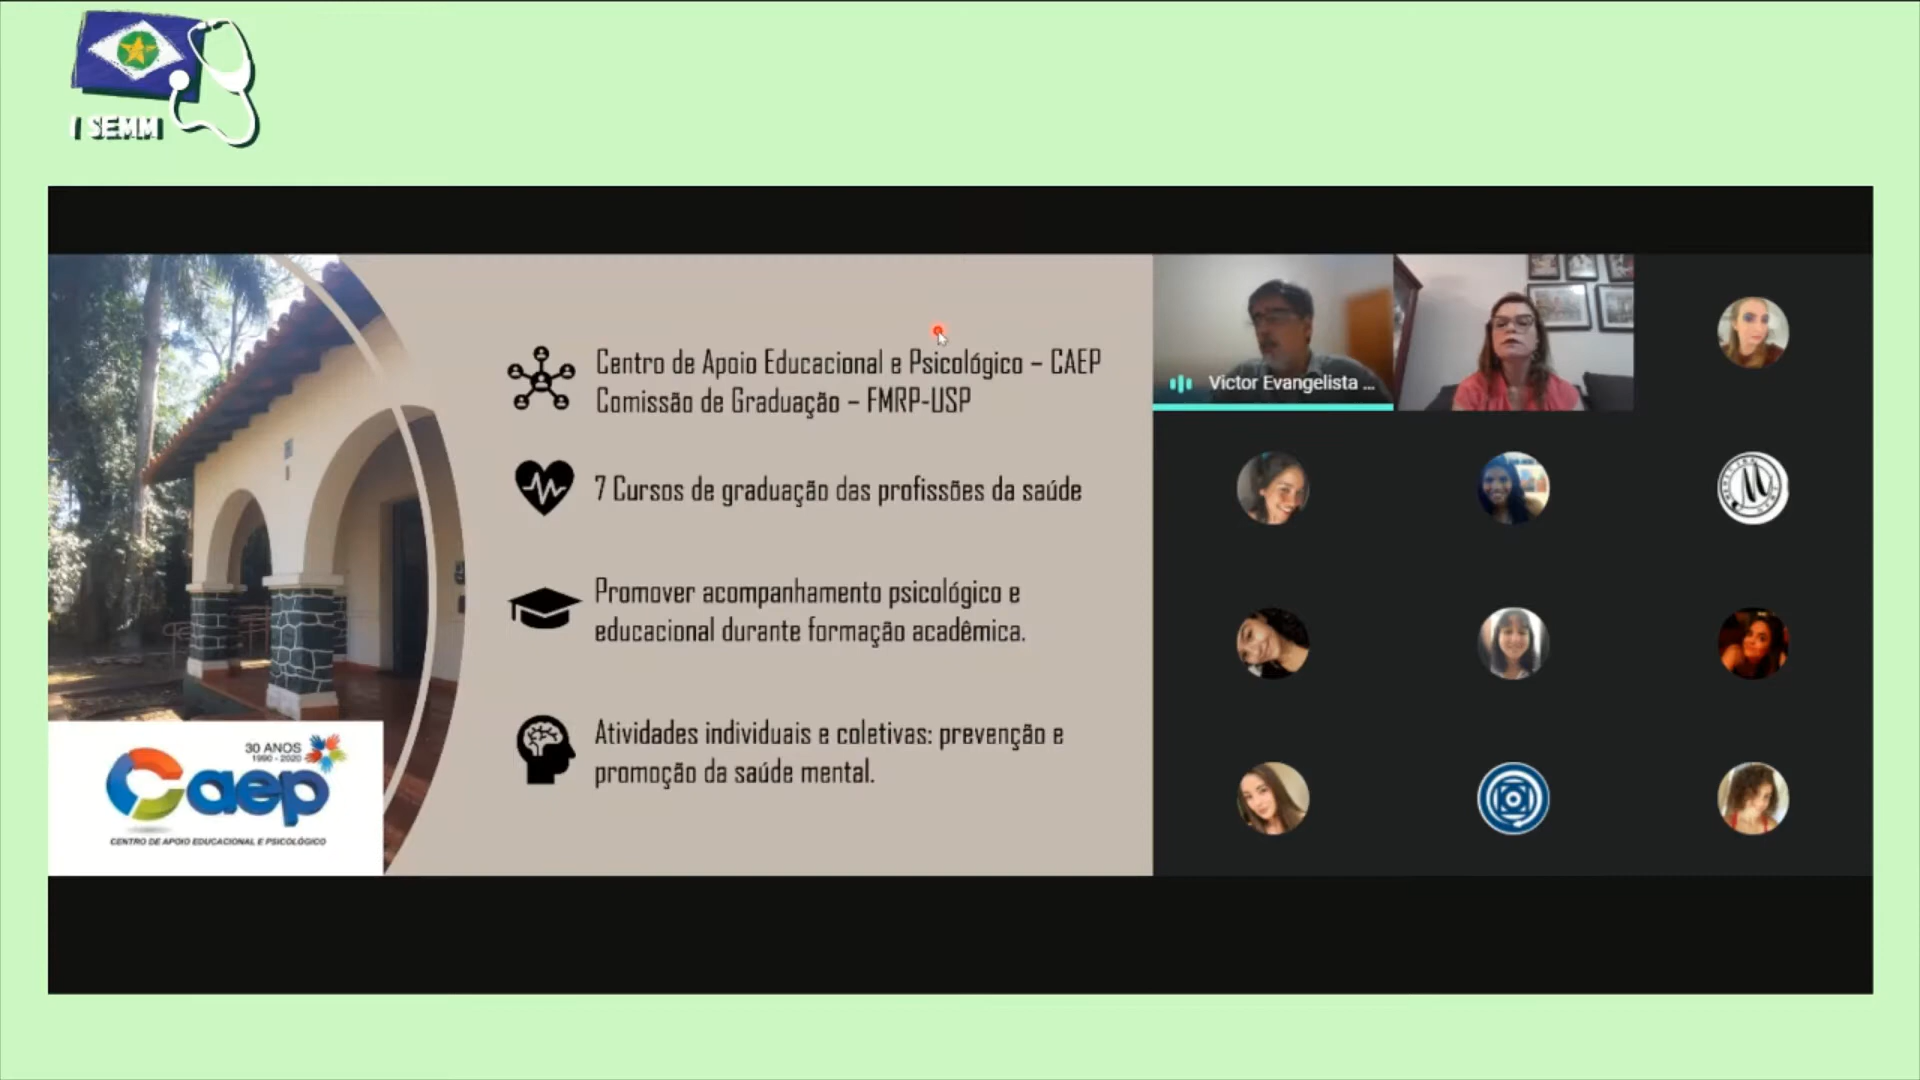 I SEMM
Centro de Apoio Educacional e Psicológico – CAEP
Comissão de Graduação – FMRP-USP
7 Cursos de graduação das profissões da saúde
Promover acompanhamento psicológico e
educacional durante formação acadêmica.
Atividades individuais e coletivas: prevenção e
promoção da saúde mental.
30 ANOS
1990 - 2020
Caep
CENTRO DE APOIO EDUCACIONAL E PSICOLÓGICO
Victor Evangelista ...